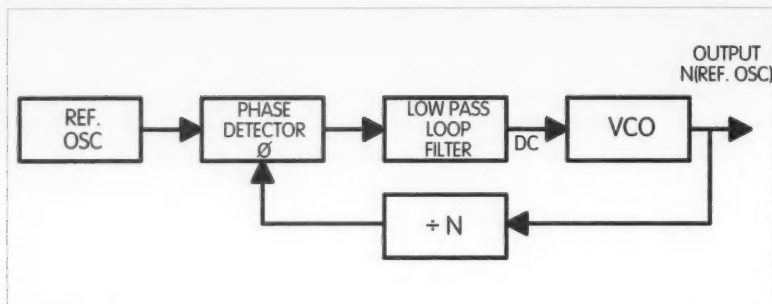 OUTPUT
N(REF. OSC)
REF.
OSC
PHASE
DETECTOR
Ø
LOW PASS
LOOP
FILTER
DC
VCO
÷ N